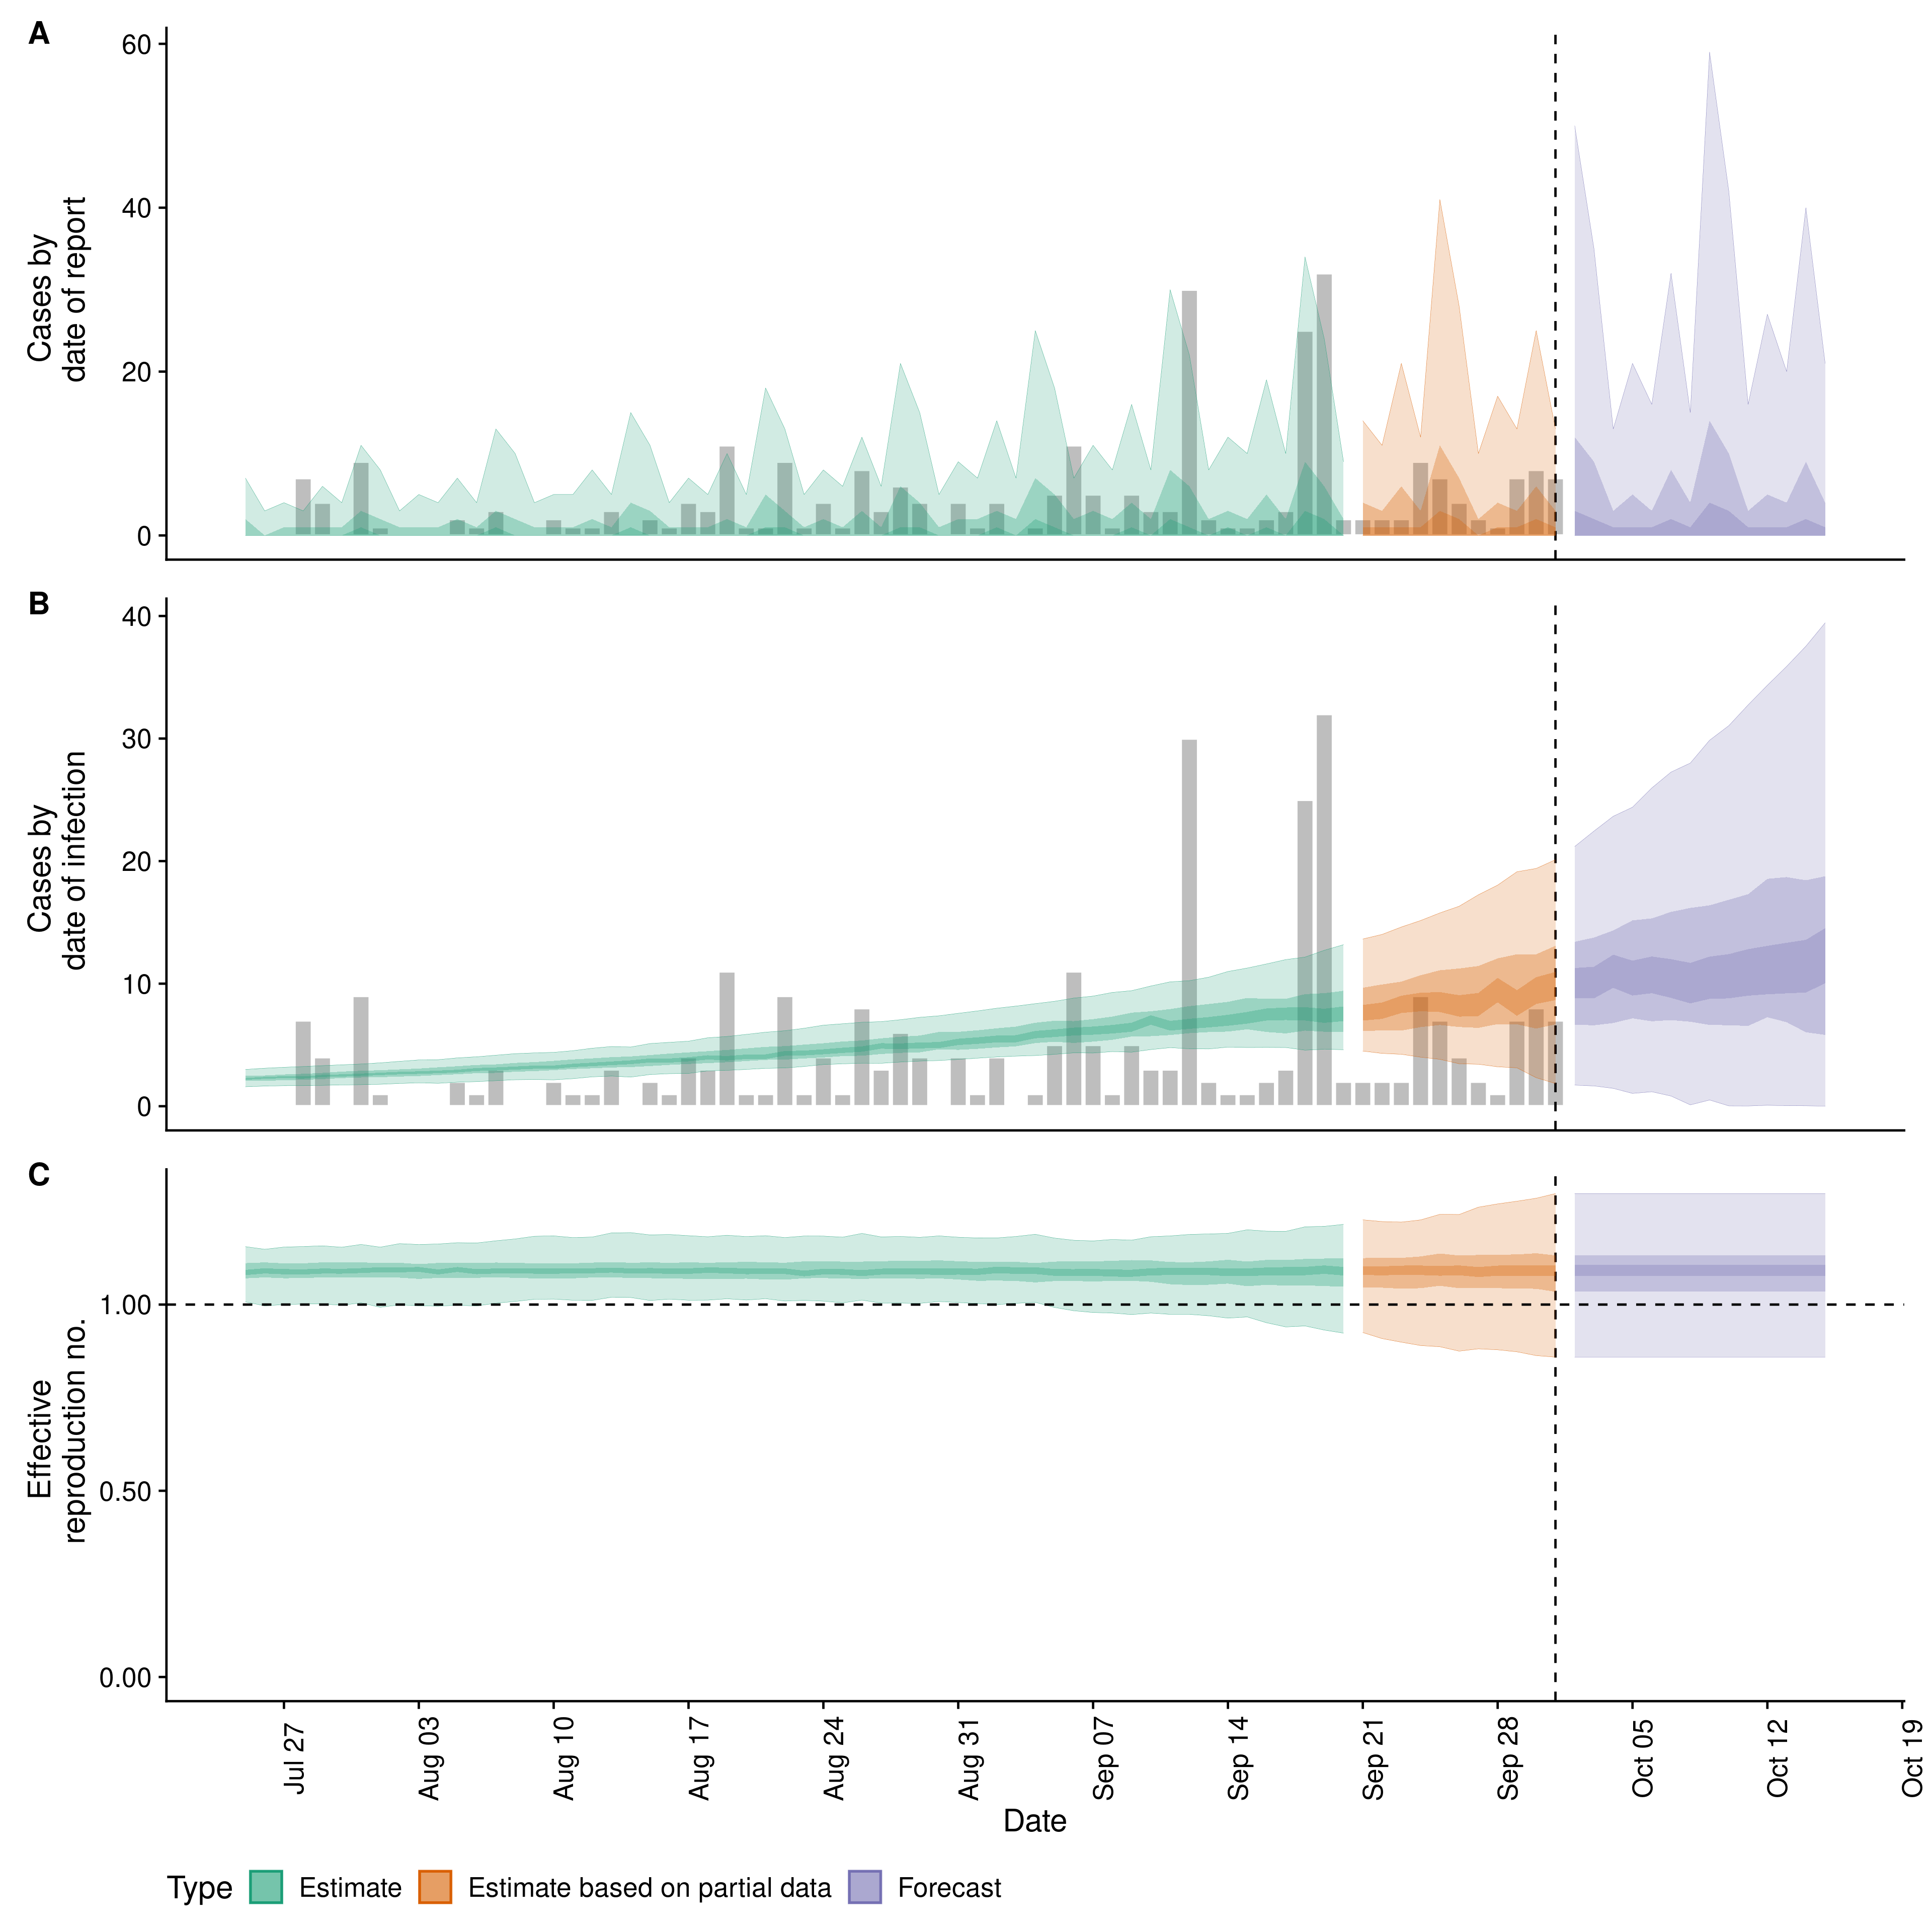 A
60
40
20
0
Cases by
date of report
B
40
30
20
10
0
Cases by
date of infection
C
1.00
0.50
0.00
Effective
reproduction no.
Jul 27
Aug 03
Aug 10
Aug 17
Aug 24
Aug 31
Sep 07
Sep 14
Sep 21
Sep 28
Oct 05
Oct 12
Oct 19
Date
Type Estimate Estimate based on partial data Forecast